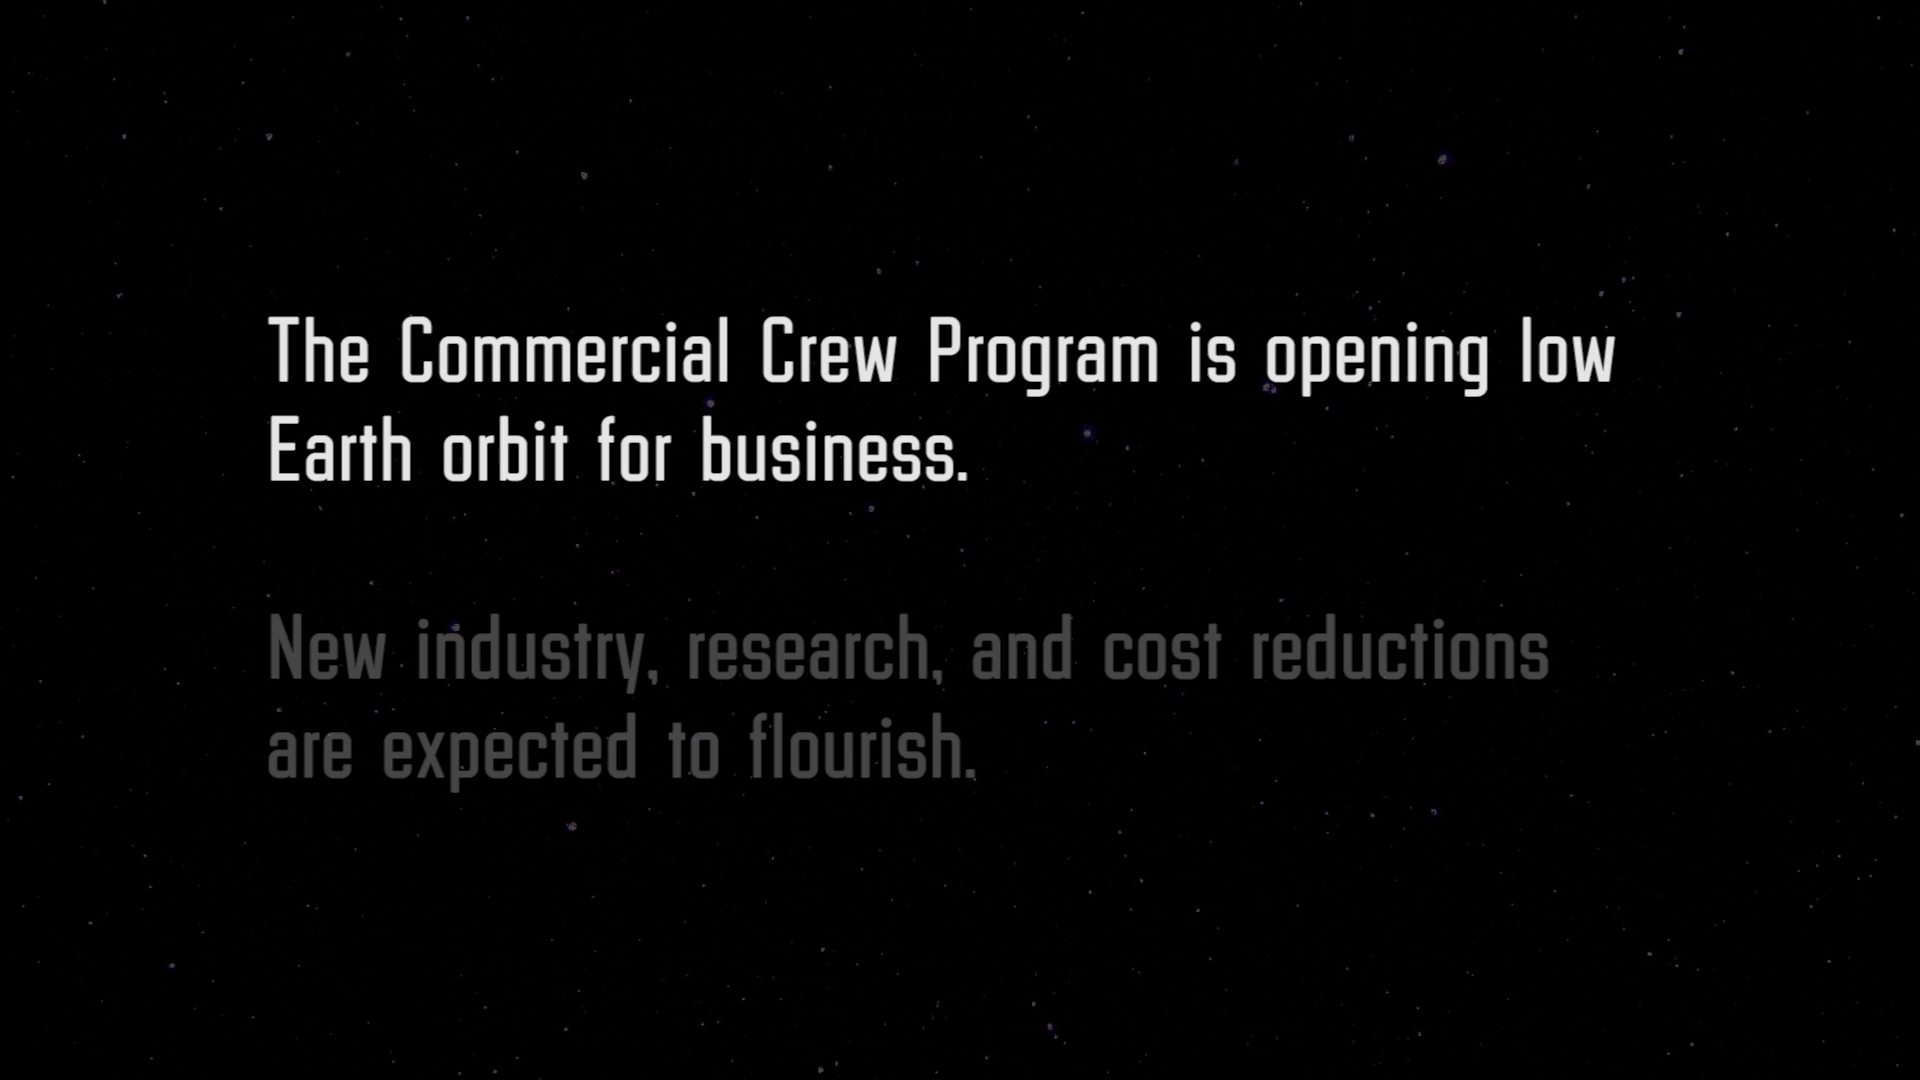 The Commercial Crew Program is opening low
Earth orbit for business.
New industry, research, and cost reductions
are expected to flourish.